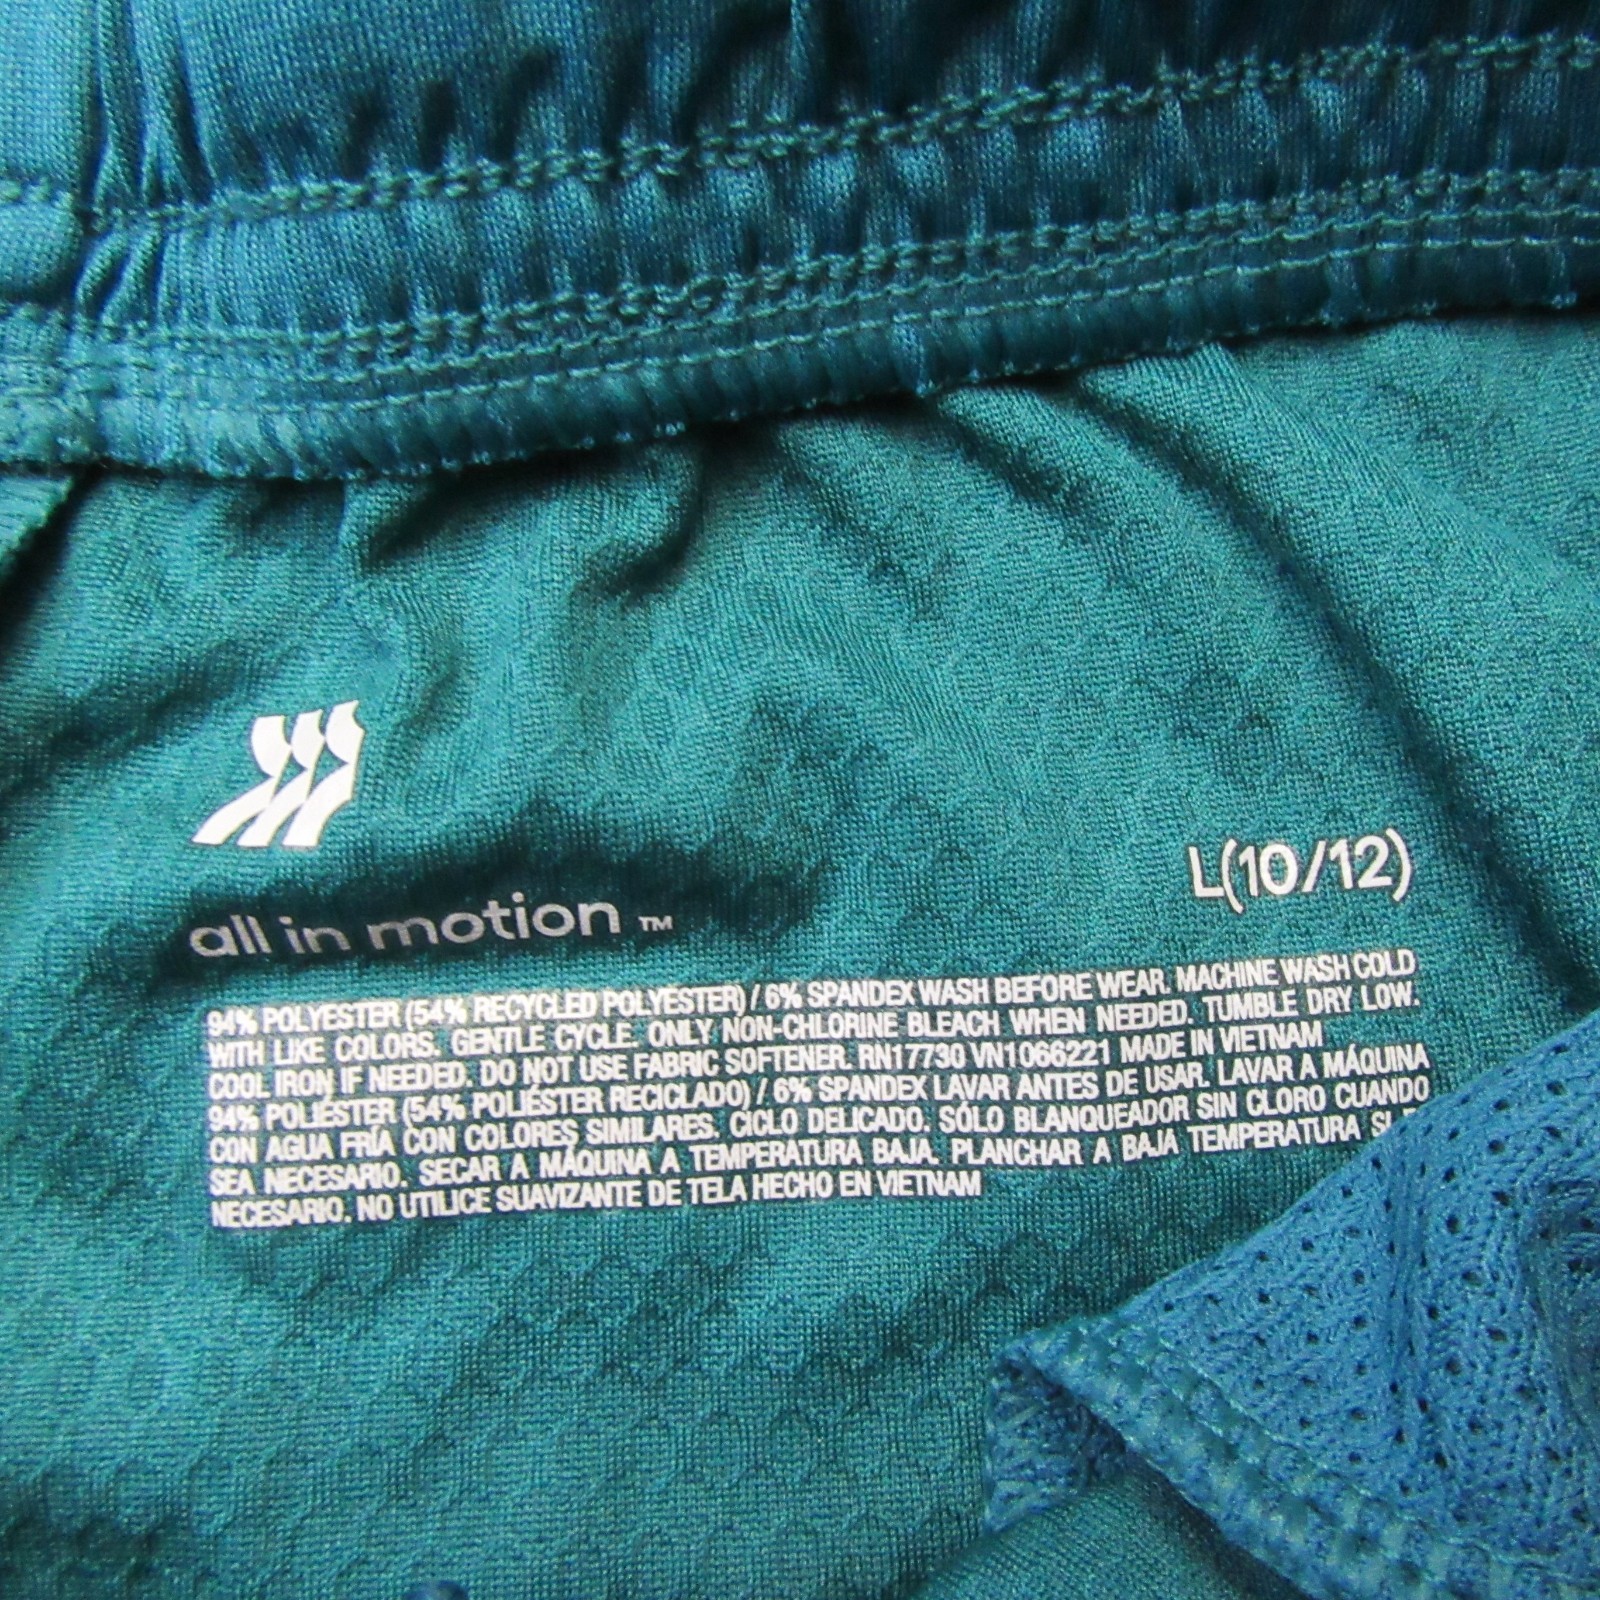 L(10/12)
all in motion ™
94% POLYESTER (54% RECYCLED POLYESTER) / 6% SPANDEX WASH BEFORE WEAR. MACHINE WASH COLD
WITH LIKE COLORS. GENTLE CYCLE. ONLY NON-CHLORINE BLEACH WHEN NEEDED. TUMBLE DRY LOW.
COOL IRON IF NEEDED. DO NOT USE FABRIC SOFTENER. RN17730 VN1066221 MADE IN VIETNAM
94% POLIÉSTER (54% POLIÉSTER RECICLADO) / 6% SPANDEX LAVAR ANTES DE USAR. LAVAR A MÁQUINA
CON AGUA FRÍA CON COLORES SIMILARES. CICLO DELICADO. SÓLO BLANQUEADOR SIN CLORO CUANDO
SEA NECESARIO. SECAR A MÁQUINA A TEMPERATURA BAJA. PLANCHAR A BAJA TEMPERATURA SI
NECESARIO. NO UTILICE SUAVIZANTE DE TELA HECHO EN VIETNAM